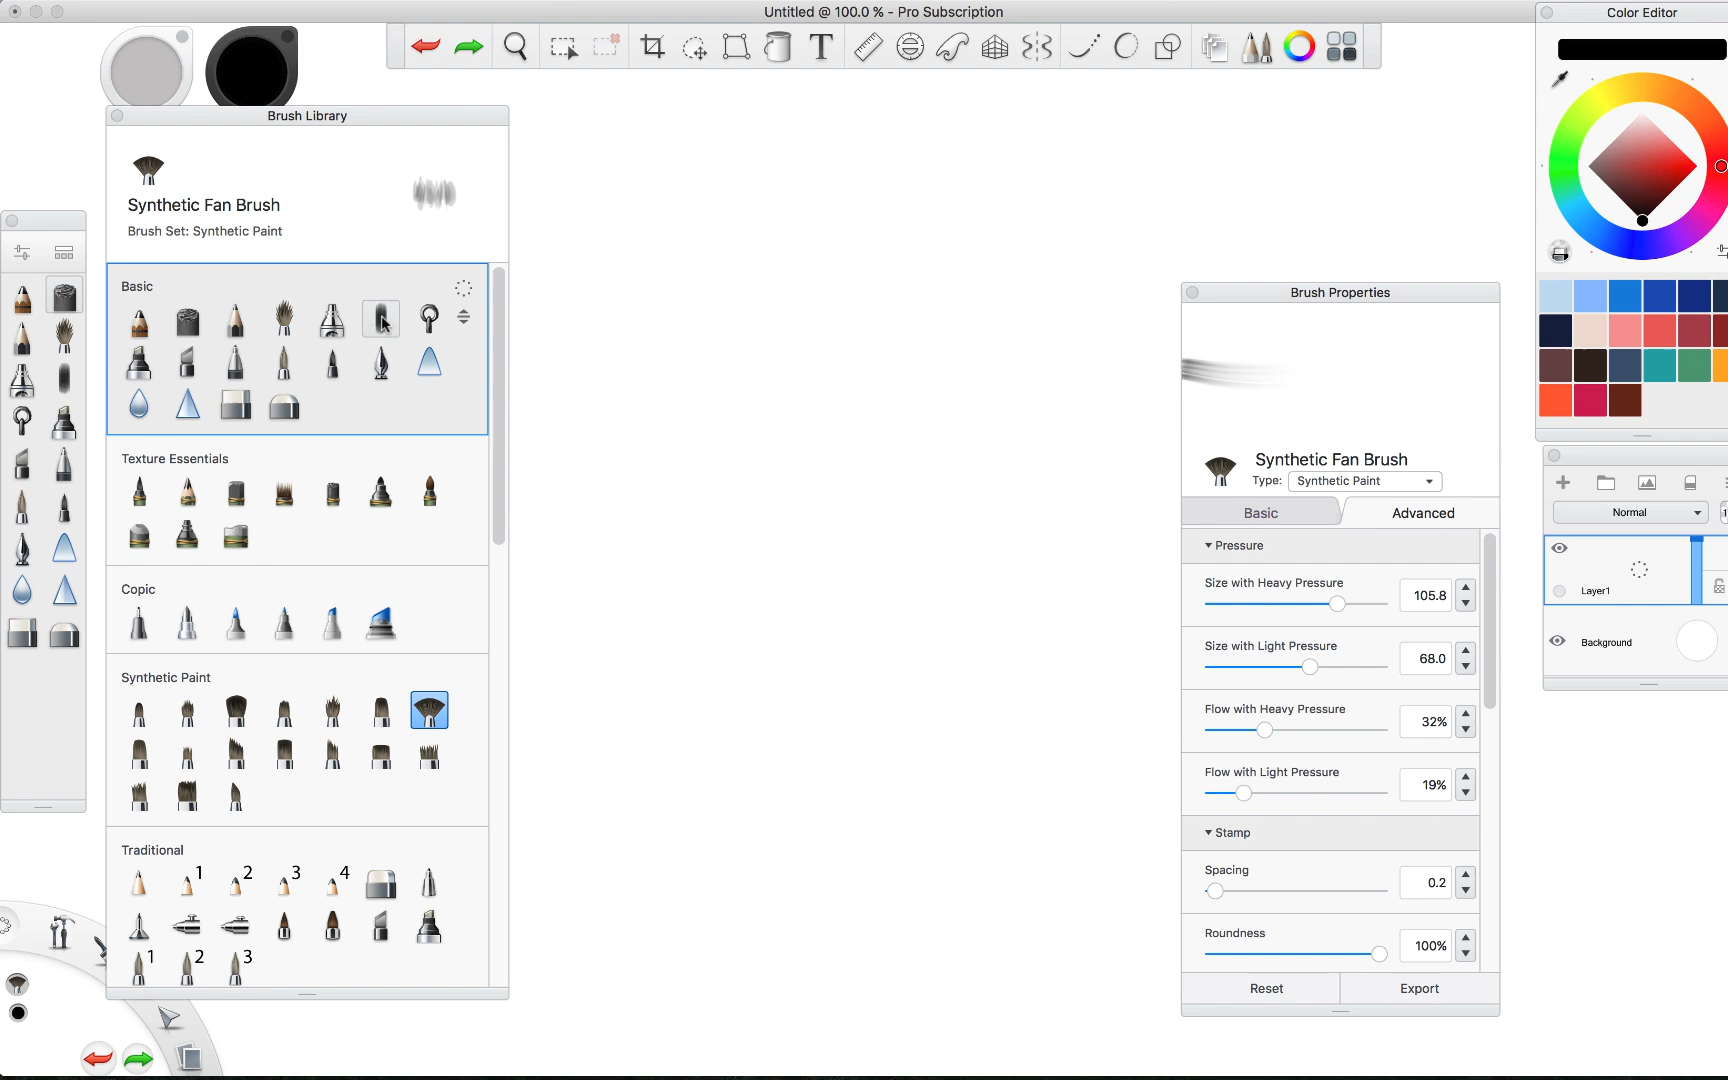 Untitled @ 100.0 % - Pro Subscription
Color Editor
T
Brush Library
Synthetic Fan Brush
Brush Set: Synthetic Paint
Basic
Texture Essentials
Copic
Synthetic Paint
Traditional
1 2 3 4
1 2 3
Brush Properties
Synthetic Fan Brush
Type: Synthetic Paint
Basic Advanced
Pressure
Size with Heavy Pressure
105.8
Size with Light Pressure
68.0
Flow with Heavy Pressure
32%
Flow with Light Pressure
19%
Stamp
Spacing
0.2
Roundness
100%
Reset Export
Normal
Layer1
Background